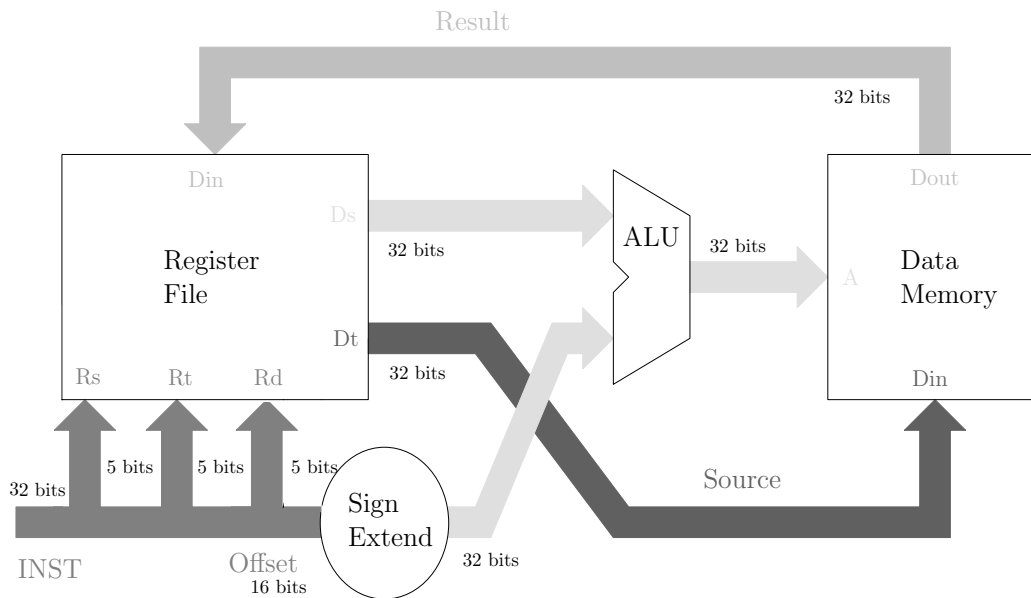 Result
32 bits
Din
Dout
Ds
32 bits
ALU
32 bits
Register
File
A
Data
Memory
Dt
32 bits
Rs
Rt
Rd
Din
5 bits
5 bits
5 bits
32 bits
Source
Sign
Extend
INST
Offset
16 bits
32 bits